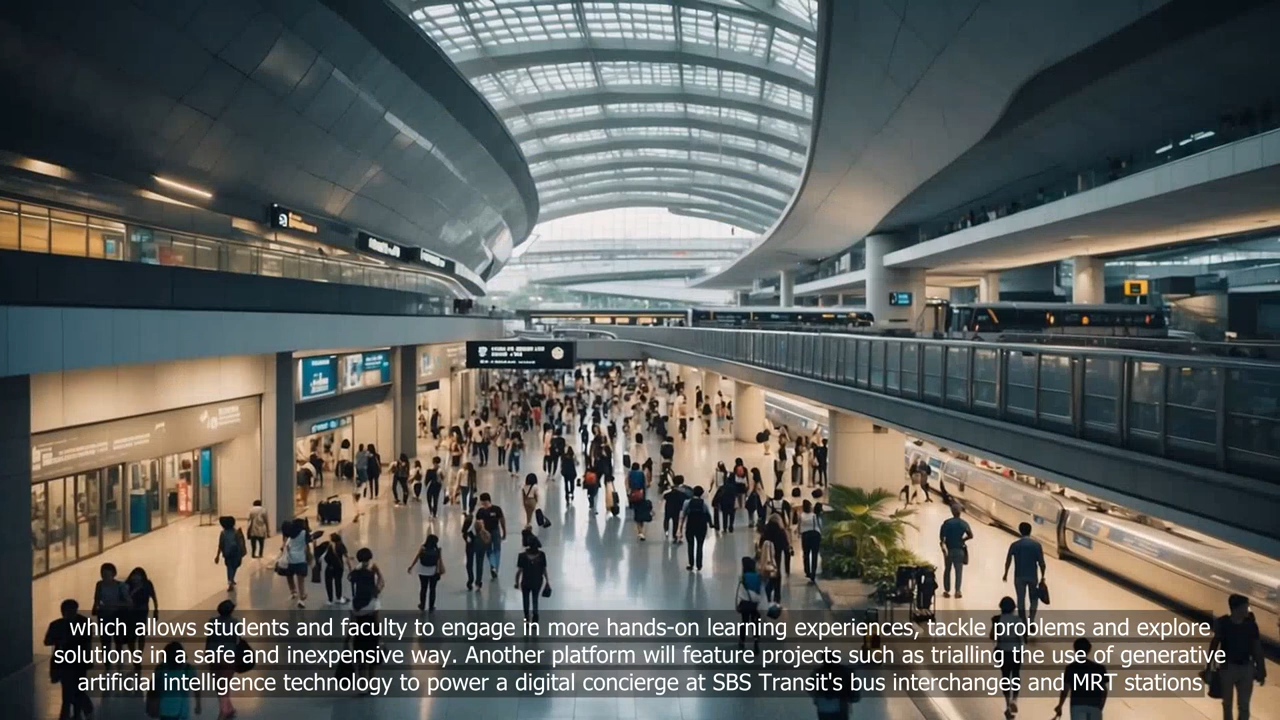 which allows students and faculty to engage in more hands-on learning experiences, tackle problems and explore
solutions in a safe and inexpensive way. Another platform will feature projects such as trialling the use of generative
artificial intelligence technology to power a digital concierge at SBS Transit's bus interchanges and MRT stations